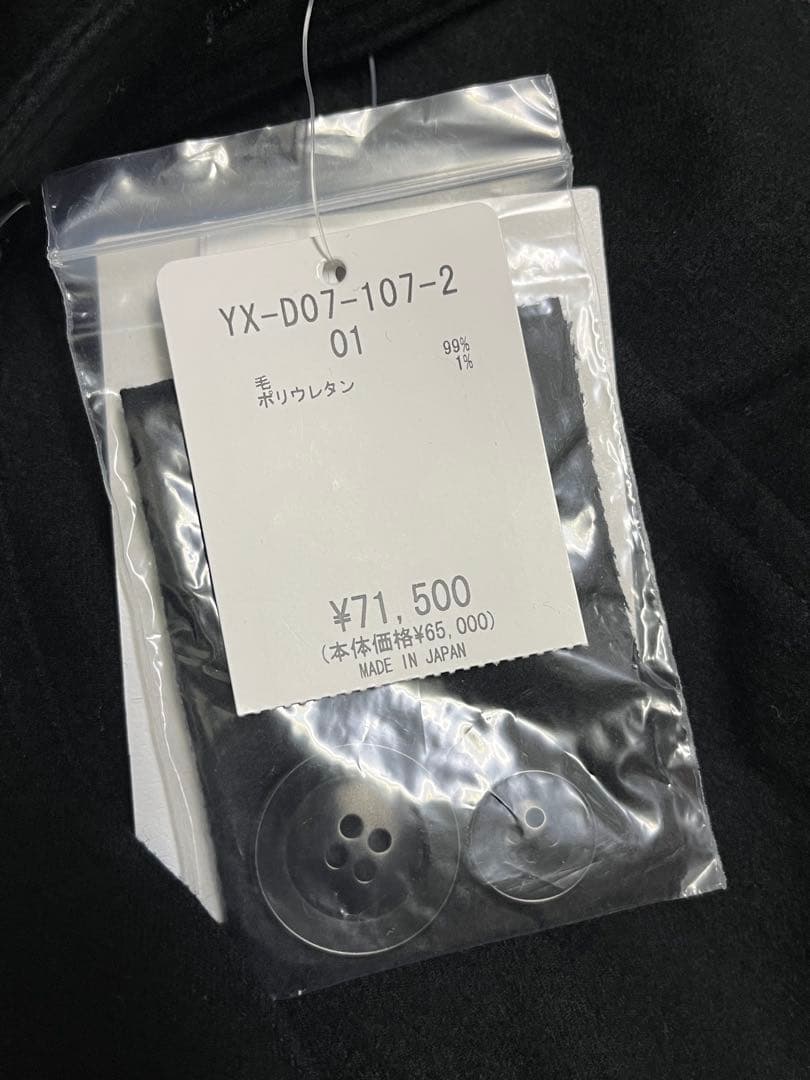 YX-D07-107-2
01
毛 99%
ポリウレタン 1%
¥71,500
(本体価格¥65,000)
MADE IN JAPAN